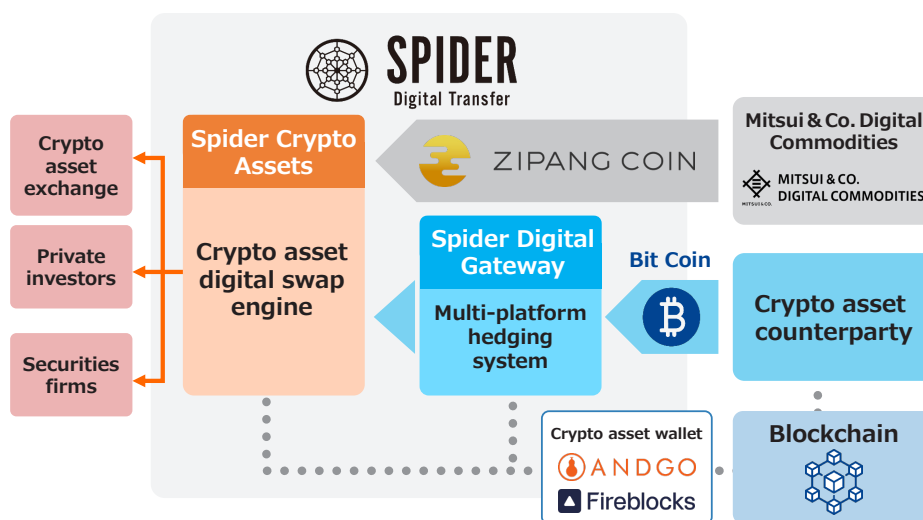 SPIDER
Digital Transfer
Crypto
asset
exchange
Private
investors
Securities
firms
Spider Crypto
Assets
Crypto asset
digital swap
engine
ZIPANG COIN
Mitsui & Co. Digital
Commodities
MITSUI & CO.
MITSUI & CO.
DIGITAL COMMODITIES
Spider Digital
Gateway
Multi-platform
hedging
system
Bit Coin
Crypto asset
counterparty
Crypto asset wallet
ANDGO
Fireblocks
Blockchain